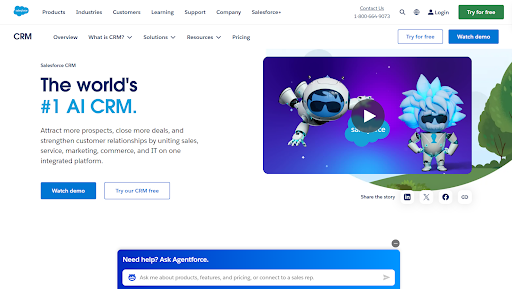 salesforce
Products Industries Customers Learning Support Company Salesforce+
Contact Us
1-800-664-9073
Login
Try for free
CRM Overview What is CRM? Solutions Resources Pricing
Try for free
Watch demo
Salesforce CRM
The world's
#1 AI CRM.
Attract more prospects, close more deals, and
strengthen customer relationships by uniting sales,
service, marketing, commerce, and IT on one
integrated platform.
Watch demo
Try our CRM free
salesforce
Share the story
Need help? Ask Agentforce.
Ask me about products, features, and pricing, or connect to a sales rep